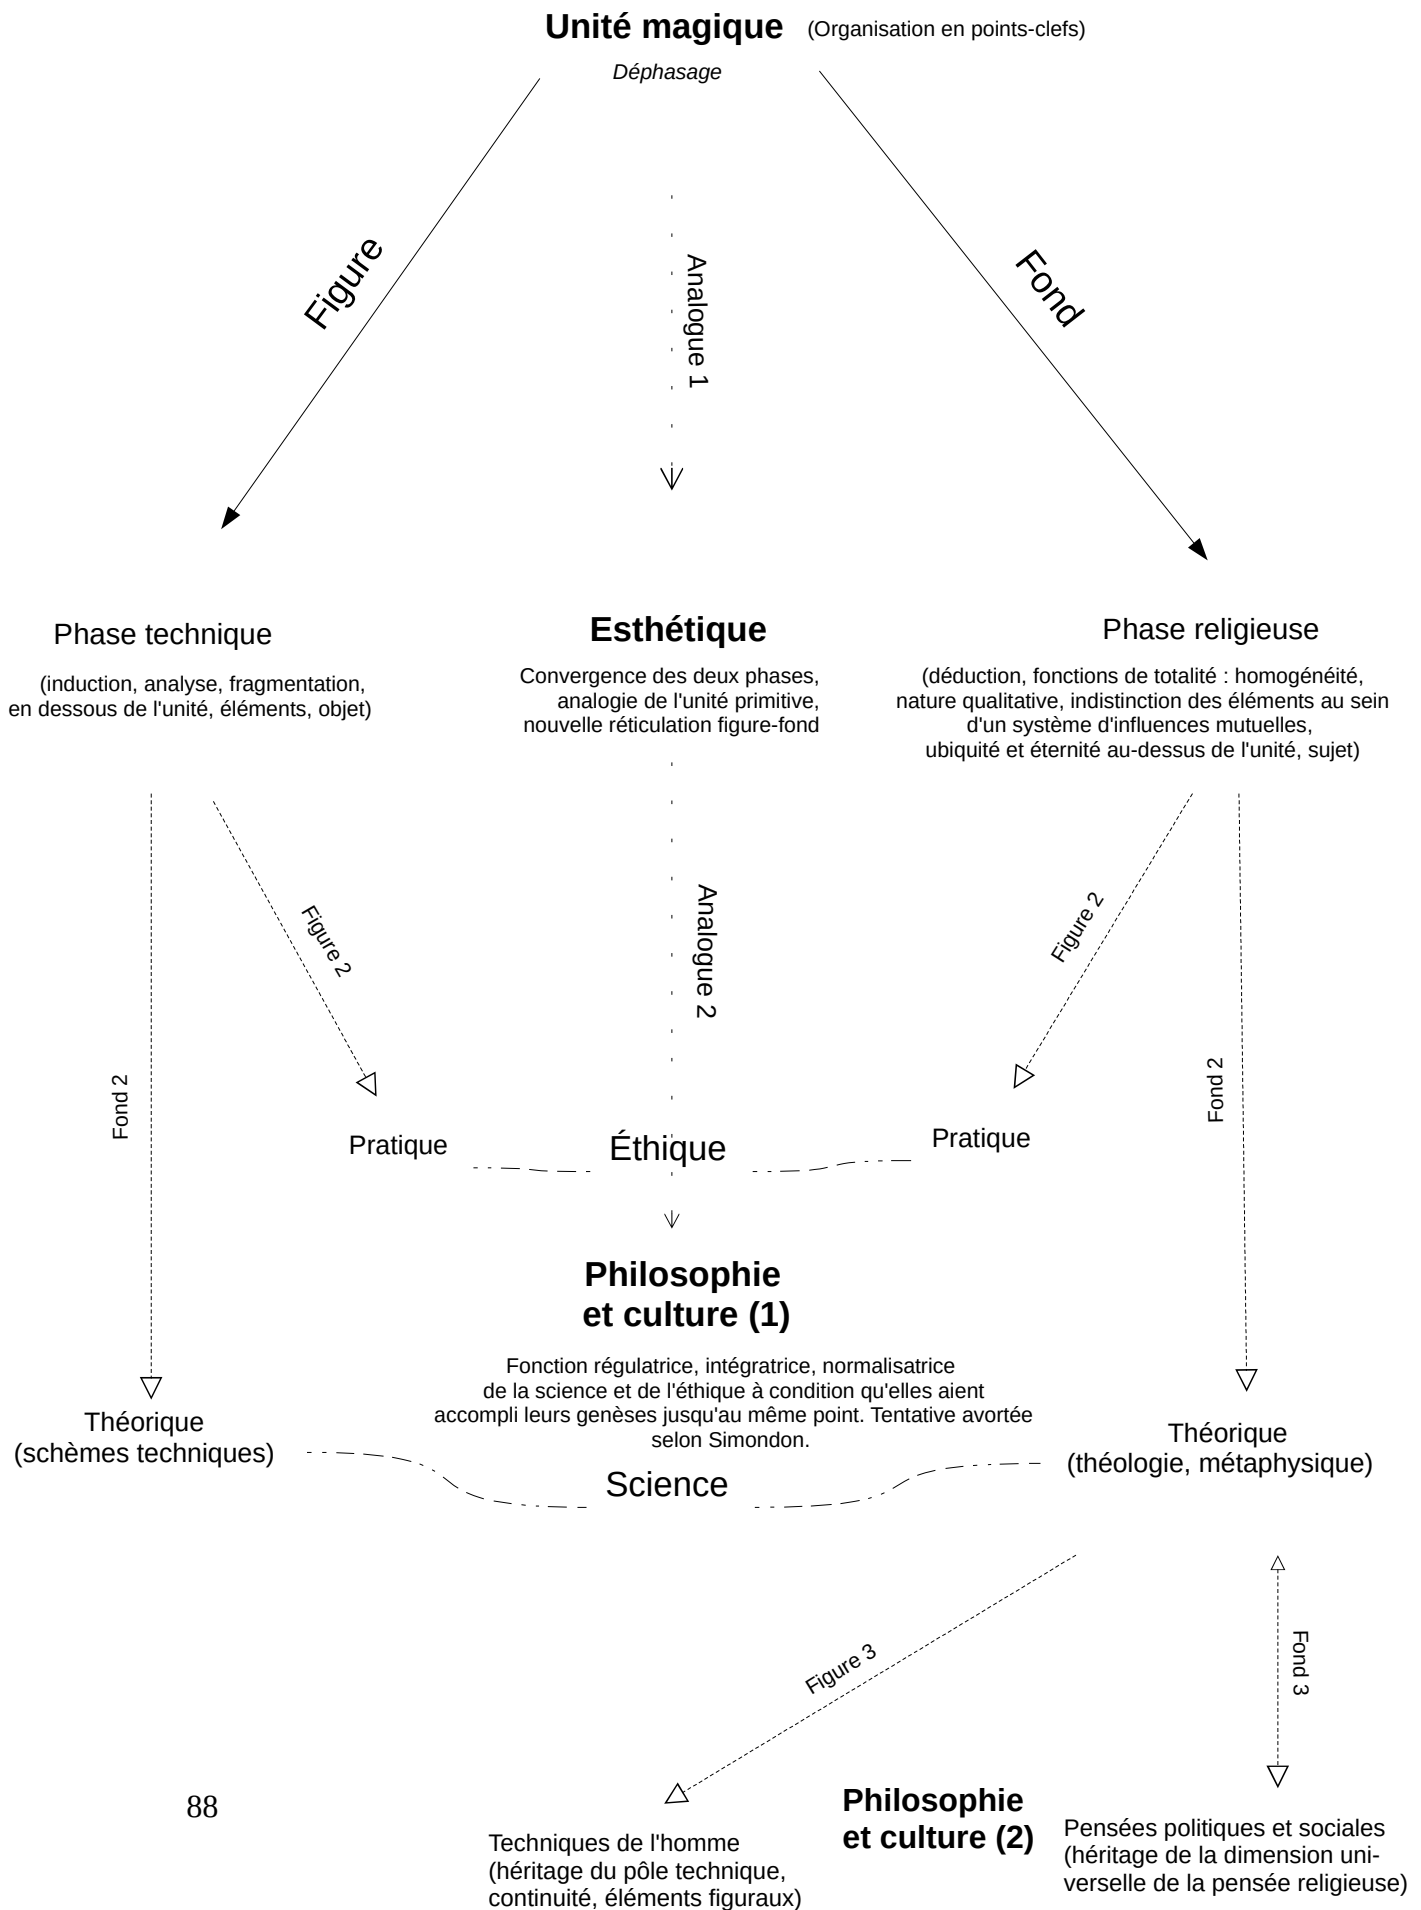 Unité magique (Organisation en points-clefs)
Déphasage
Figure
Analogue 1
Fond
Phase technique
(induction, analyse, fragmentation,
en dessous de l'unité, éléments, objet)
Esthétique
Convergence des deux phases,
analogie de l'unité primitive,
nouvelle réticulation figure-fond
Phase religieuse
(déduction, fonctions de totalité : homogénéité,
nature qualitative, indistinction des éléments au sein
d'un système d'influences mutuelles,
ubiquité et éternité au-dessus de l'unité, sujet)
Figure 2
Analogue 2
Figure 2
Fond 2
Fond 2
Pratique
Éthique
Pratique
Philosophie
et culture (1)
Fonction régulatrice, intégratrice, normalisatrice
de la science et de l'éthique à condition qu'elles aient
accompli leurs genèses jusqu'au même point. Tentative avortée
selon Simondon.
Théorique
(schèmes techniques)
Science
Théorique
(théologie, métaphysique)
Figure 3
Fond 3
88
Techniques de l'homme
(héritage du pôle technique,
continuité, éléments figuraux)
Philosophie
et culture (2)
Pensées politiques et sociales
(héritage de la dimension uni-
verselle de la pensée religieuse)